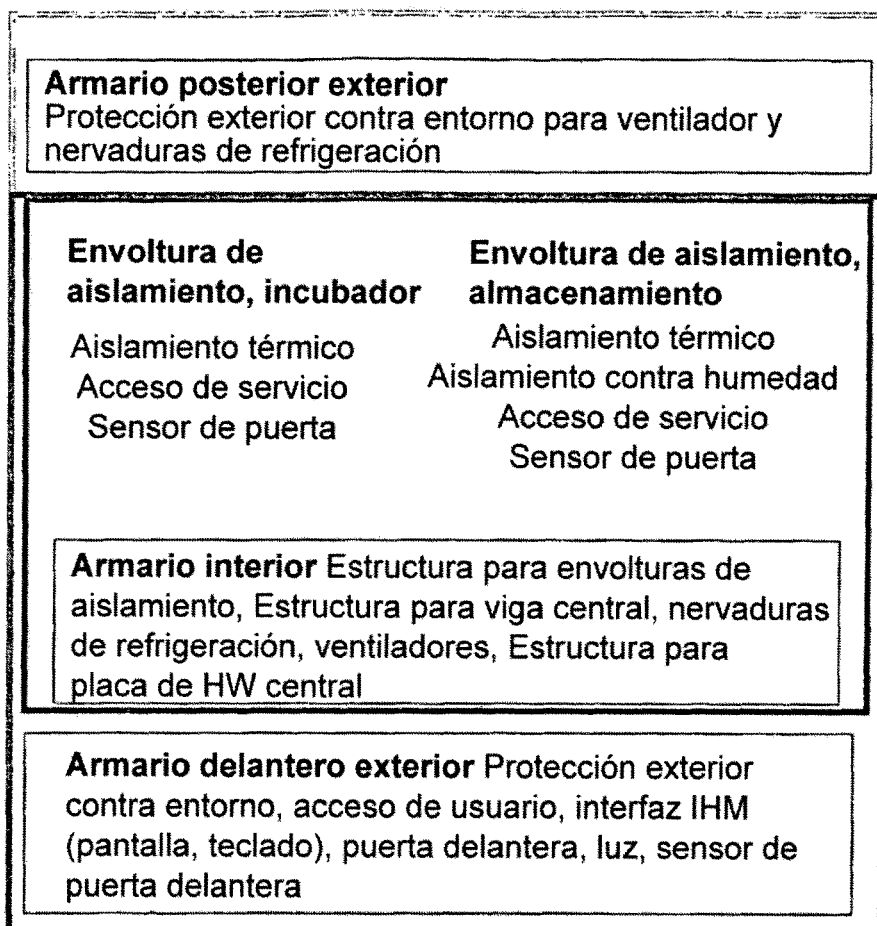 Armario posterior exterior
Protección exterior contra entorno para ventilador y
nervaduras de refrigeración
Envoltura de
aislamiento, incubador
Aislamiento térmico
Acceso de servicio
Sensor de puerta
Envoltura de aislamiento,
almacenamiento
Aislamiento térmico
Aislamiento contra humedad
Acceso de servicio
Sensor de puerta
Armario interior Estructura para envolturas de
aislamiento, Estructura para viga central, nervaduras
de refrigeración, ventiladores, Estructura para
placa de HW central
Armario delantero exterior Protección exterior
contra entorno, acceso de usuario, interfaz IHM
(pantalla, teclado), puerta delantera, luz, sensor de
puerta delantera